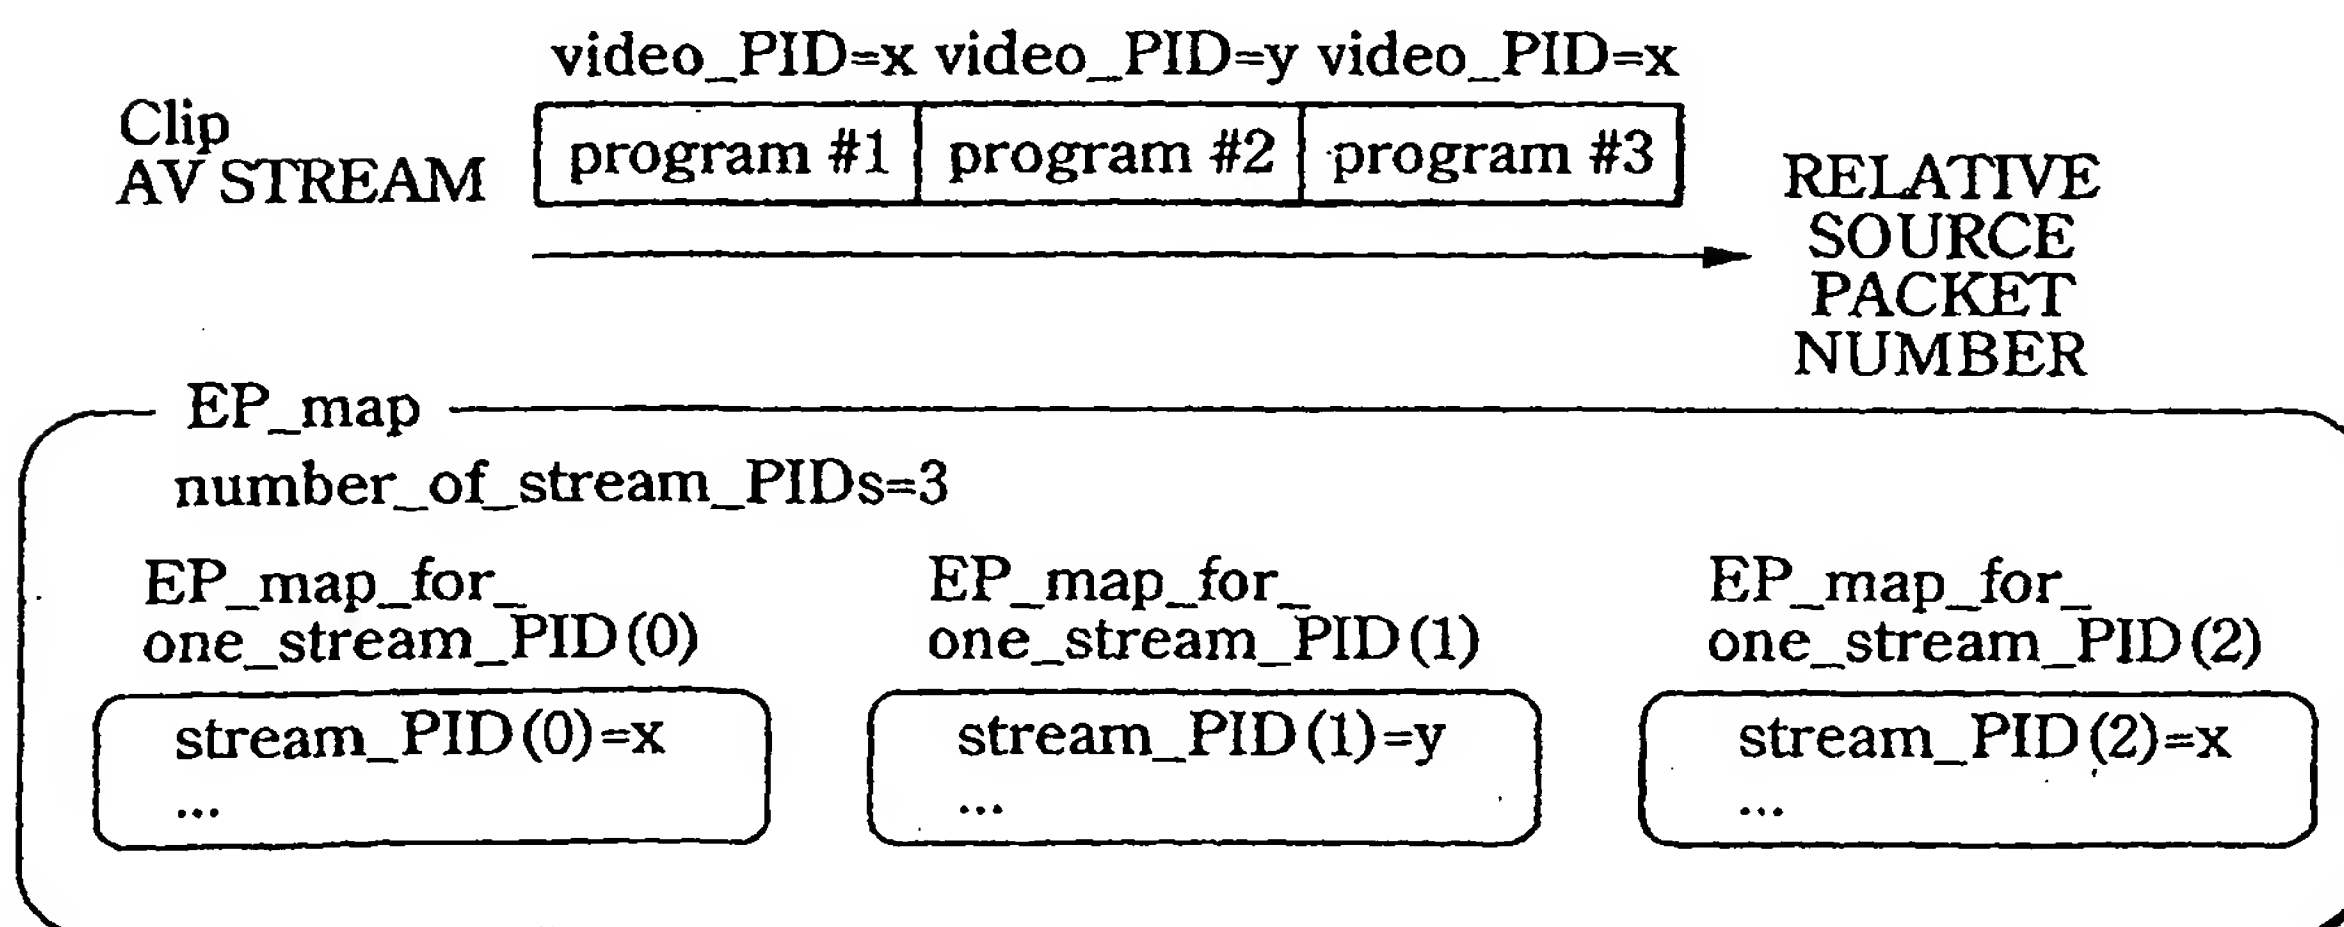 video_PID=x video_PID=y video_PID=x
Clip
AV STREAM
program #1 program #2 program #3
RELATIVE
SOURCE
PACKET
NUMBER
EP_map
number_of_stream_PIDs=3
EP_map_for_
one_stream_PID(0)
stream_PID(0)=x
...
EP_map_for_
one_stream_PID(1)
stream_PID(1)=y
...
EP_map_for_
one_stream_PID(2)
stream_PID(2)=x
...